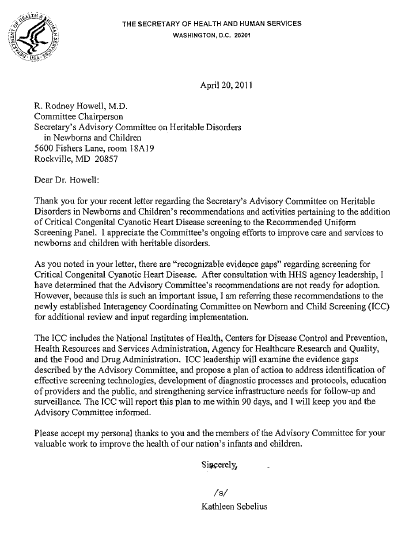 THE SECRETARY OF HEALTH AND HUMAN SERVICES
WASHINGTON, D.C. 20201
April 20, 2011
R. Rodney Howell, M.D.
Committee Chairperson
Secretary's Advisory Committee on Heritable Disorders
in Newborns and Children
5600 Fishers Lane, room 18A19
Rockville, MD 20857
Dear Dr. Howell:
Thank you for your recent letter regarding the Secretary's Advisory Committee on Heritable
Disorders in Newborns and Children's recommendations and activities pertaining to the addition
of Critical Congenital Cyanotic Heart Disease screening to the Recommended Uniform
Screening Panel. I appreciate the Committee's ongoing efforts to improve care and services to
newborns and children with heritable disorders.
As you noted in your letter, there are "recognizable evidence gaps" regarding screening for
Critical Congenital Cyanotic Heart Disease. After consultation with HHS agency leadership, I
have determined that the Advisory Committee's recommendations are not ready for adoption.
However, because this is such an important issue, I am referring these recommendations to the
newly established Interagency Coordinating Committee on Newborn and Child Screening (ICC)
for additional review and input regarding implementation.
The ICC includes the National Institutes of Health, Centers for Disease Control and Prevention,
Health Resources and Services Administration, Agency for Healthcare Research and Quality,
and the Food and Drug Administration. ICC leadership will examine the evidence gaps
described by the Advisory Committee, and propose a plan of action to address identification of
effective screening technologies, development of diagnostic processes and protocols, education
of providers and the public, and strengthening service infrastructure needs for follow-up and
surveillance. The ICC will report this plan to me within 90 days, and I will keep you and the
Advisory Committee informed.
Please accept my personal thanks to you and the members of the Advisory Committee for your
valuable work to improve the health of our nation's infants and children.
Sincerely,
/s/
Kathleen Sebelius